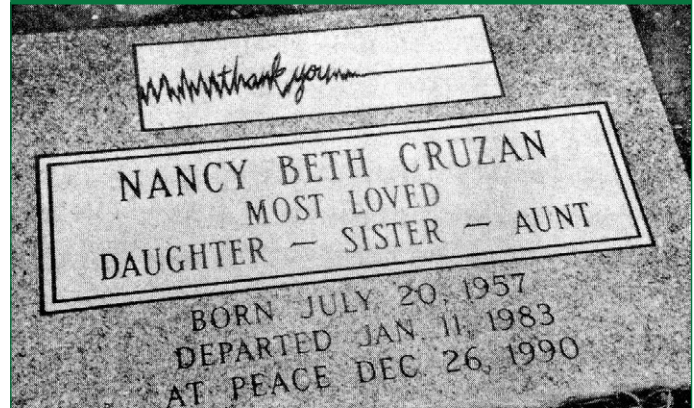 thank you
NANCY BETH CRUZAN
MOST LOVED
DAUGHTER — SISTER — AUNT
BORN JULY 20, 1957
DEPARTED JAN 11, 1983
AT PEACE DEC 26, 1990